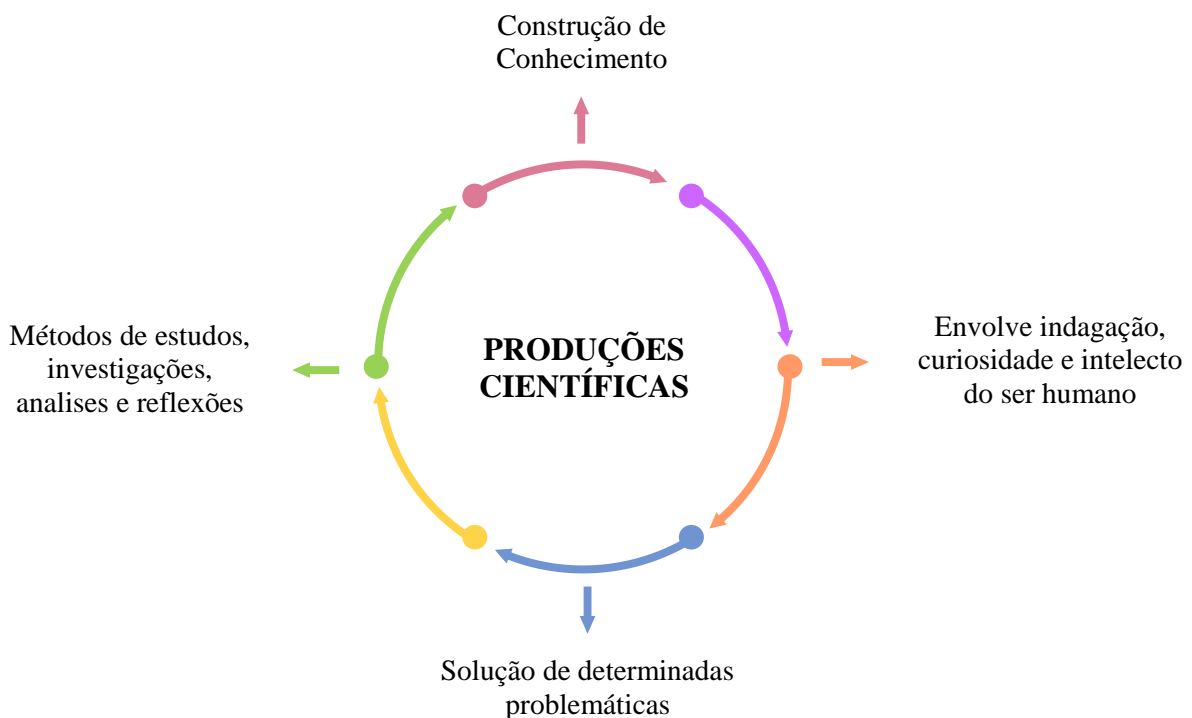 Construção de
Conhecimento
Métodos de estudos,
investigações,
analises e reflexões
PRODUÇÕES
CIENTÍFICAS
Envolve indagação,
curiosidade e intelecto
do ser humano
Solução de determinadas
problemáticas